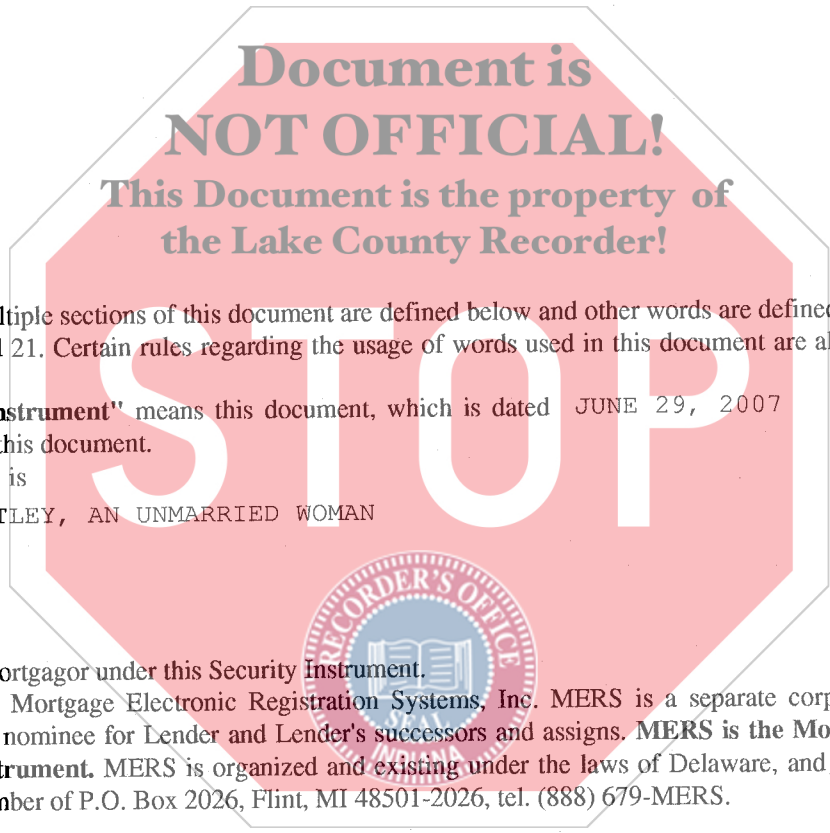 Document is
NOT OFFICIAL!
This Document is the property of
the Lake County Recorder!
ltiple sections of this document are defined below and other words are defined
21. Certain rules regarding the usage of words used in this document are al
STOP
nstrument" means this document, which is dated JUNE 29, 2007
this document.
is
TLEY, AN UNMARRIED WOMAN
RECORDER'S OFFICE
ortgagor under this Security Instrument.
Mortgage Electronic Registration Systems, Inc. MERS is a separate corp
nominee for Lender and Lender's successors and assigns. MERS is the Mo
SEAL
INDIANA
trument. MERS is organized and existing under the laws of Delaware, and
mber of P.O. Box 2026, Flint, MI 48501-2026, tel. (888) 679-MERS.